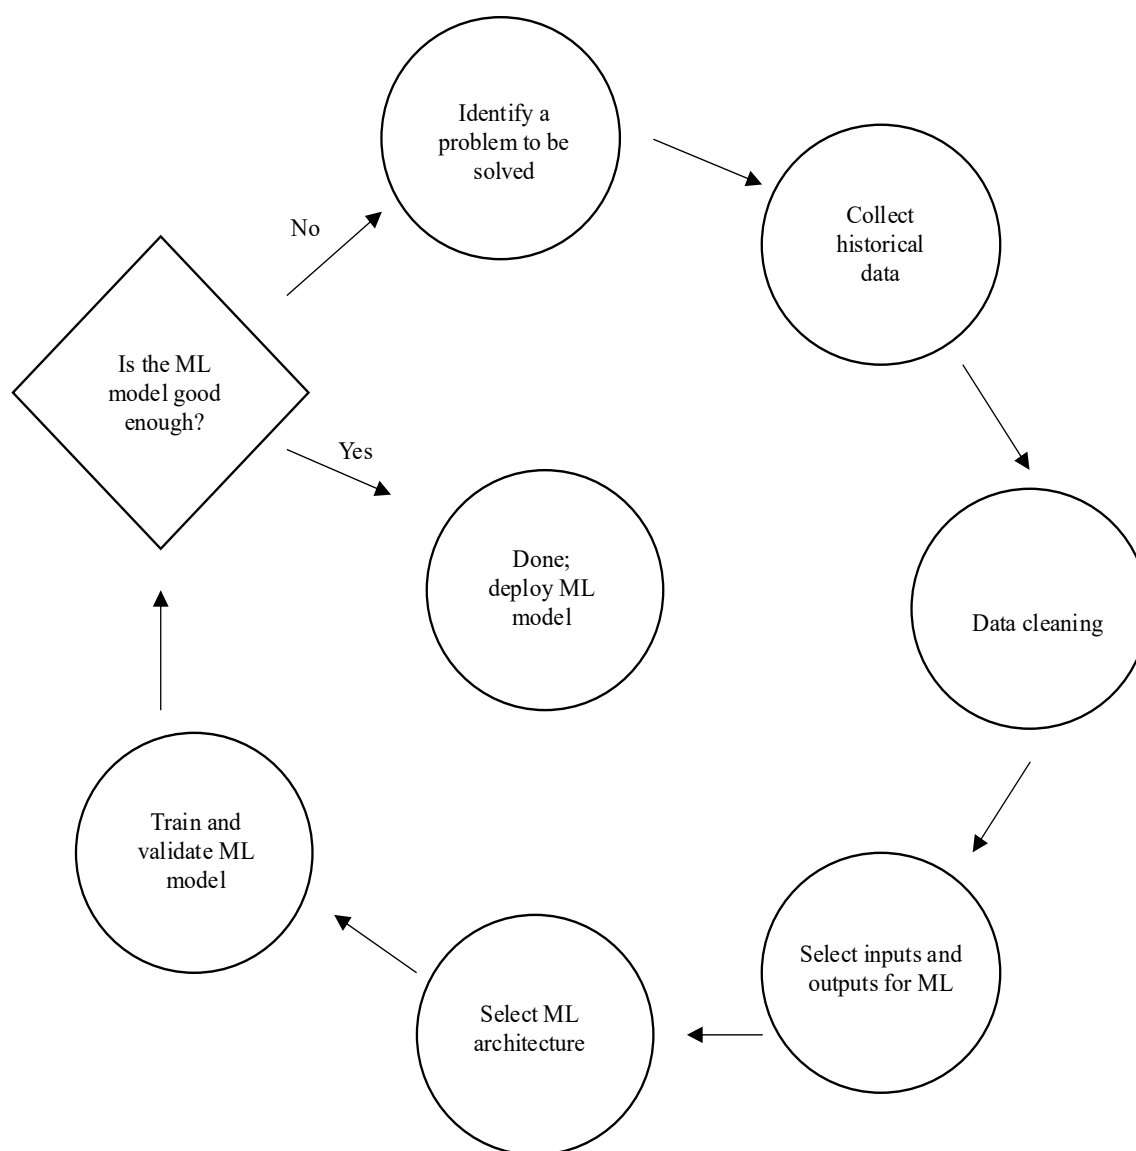 Identify a
problem to be
solved
Collect
historical
data
Data cleaning
Select inputs and
outputs for ML
Select ML
architecture
Train and
validate ML
model
Is the ML
model good
enough?
No
Yes
Done;
deploy ML
model